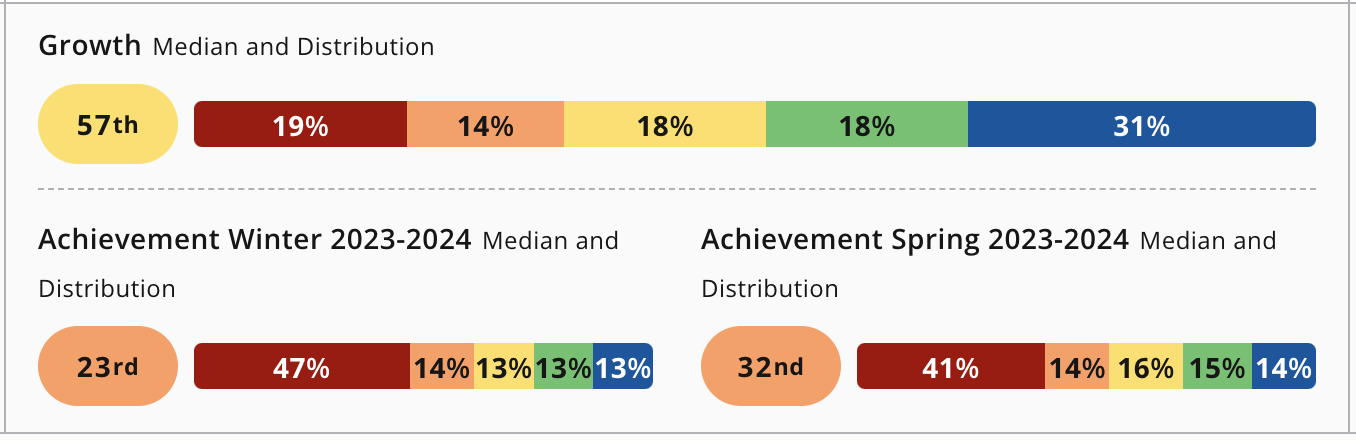 Growth Median and Distribution
57th 19% 14% 18% 18% 31%
Achievement Winter 2023-2024 Median and
Distribution
23rd 47% 14% 13% 13% 13%
Achievement Spring 2023-2024 Median and
Distribution
32nd 41% 14% 16% 15% 14%